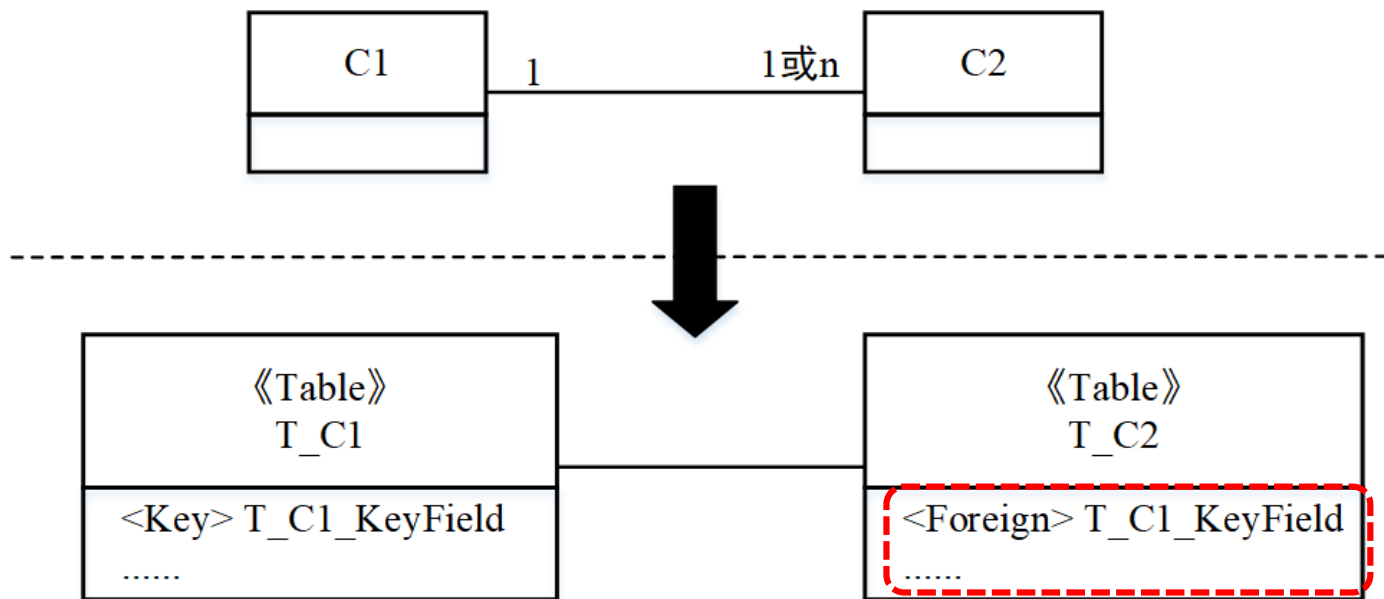 C1
1
1或n
C2
《Table》
T_C1
<Key> T_C1_KeyField
......
《Table》
T_C2
<Foreign> T_C1_KeyField
......